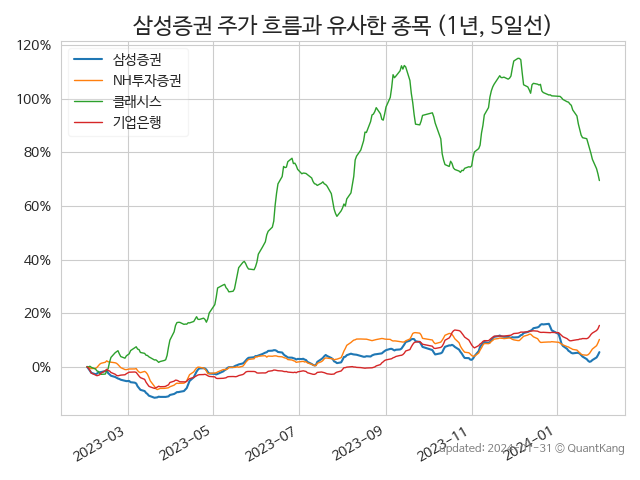 삼성증권 주가 흐름과 유사한 종목 (1년, 5일선)
120%
100%
80%
60%
40%
20%
0%
삼성증권
NH투자증권
클래시스
기업은행
2023-03
2023-05
2023-07
2023-09
2023-11
2024-01
updated: 2024-01-31 © QuantKang